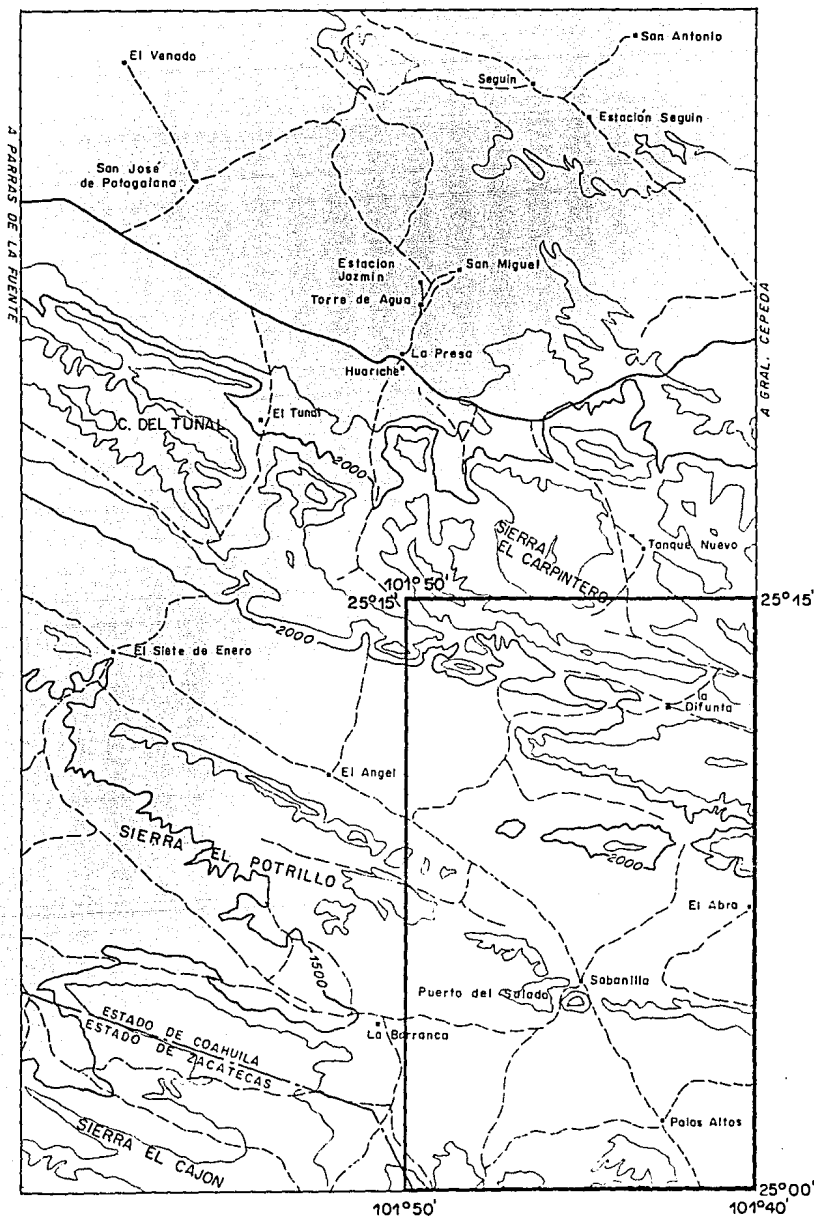 El Venado
San Antonio
Seguin
Estación Seguin
A PARRAS DE LA FUENTE
San José
de Patagalana
Estacion
Jazmin
San Miguel
Torre de Agua
A GRAL. CEPEDA
La Presa
Huariche
C. DEL TUNAL
El Tunal
2000
SIERRA
EL CARPINTERO
Tanque Nuevo
101°50'
25°15'
25°15'
2000
El Siete de Enero
la
Difunta
El Angel
SIERRA EL POTRILLO
2000
El Abra
1500
Sabanilla
Puerto del Salado
ESTADO DE COAHUILA
ESTADO DE ZACATECAS
La Barranca
SIERRA EL CAJON
Palos Altos
25°00'
101°50'
101°40'